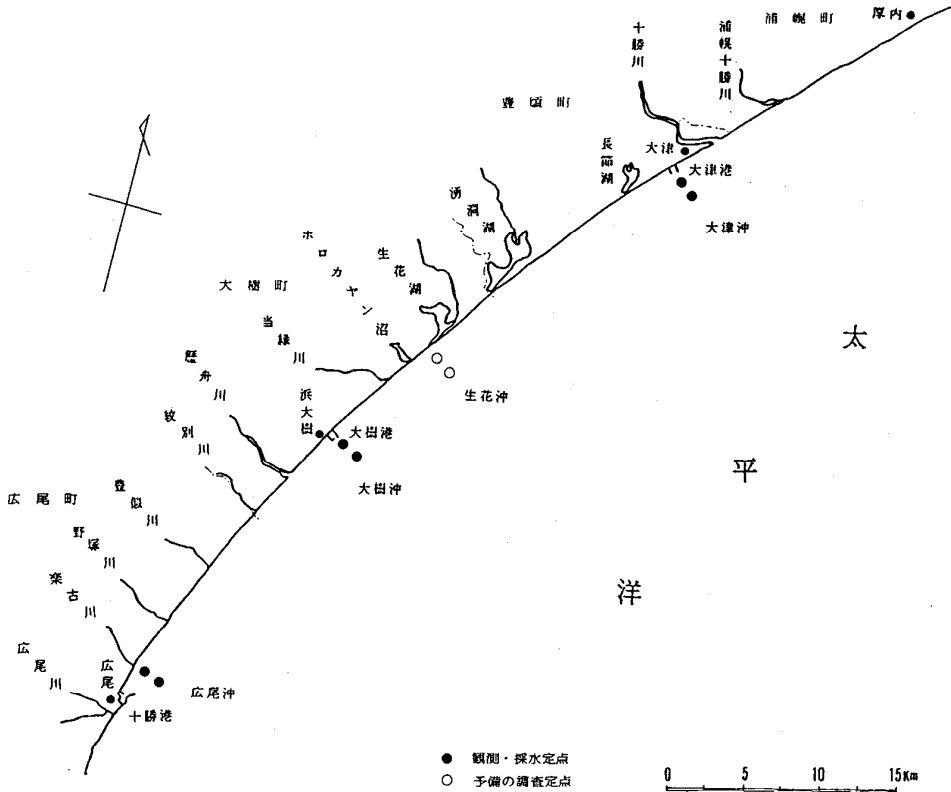 浦幌町
厚内
十勝川
浦幌十勝川
豊頃町
大津
大津港
長節湖
大津沖
湧洞湖
生花湖
ホロカヤン沼
大樹町
当縁川
生花沖
歴舟川
浜大樹
大樹港
大樹沖
紋別川
豊似川
広尾町
野塚川
楽古川
広尾川
広尾
広尾沖
十勝港
太平洋
● 観測・採水定点
○ 予備の調査定点
0 5 10 15Km